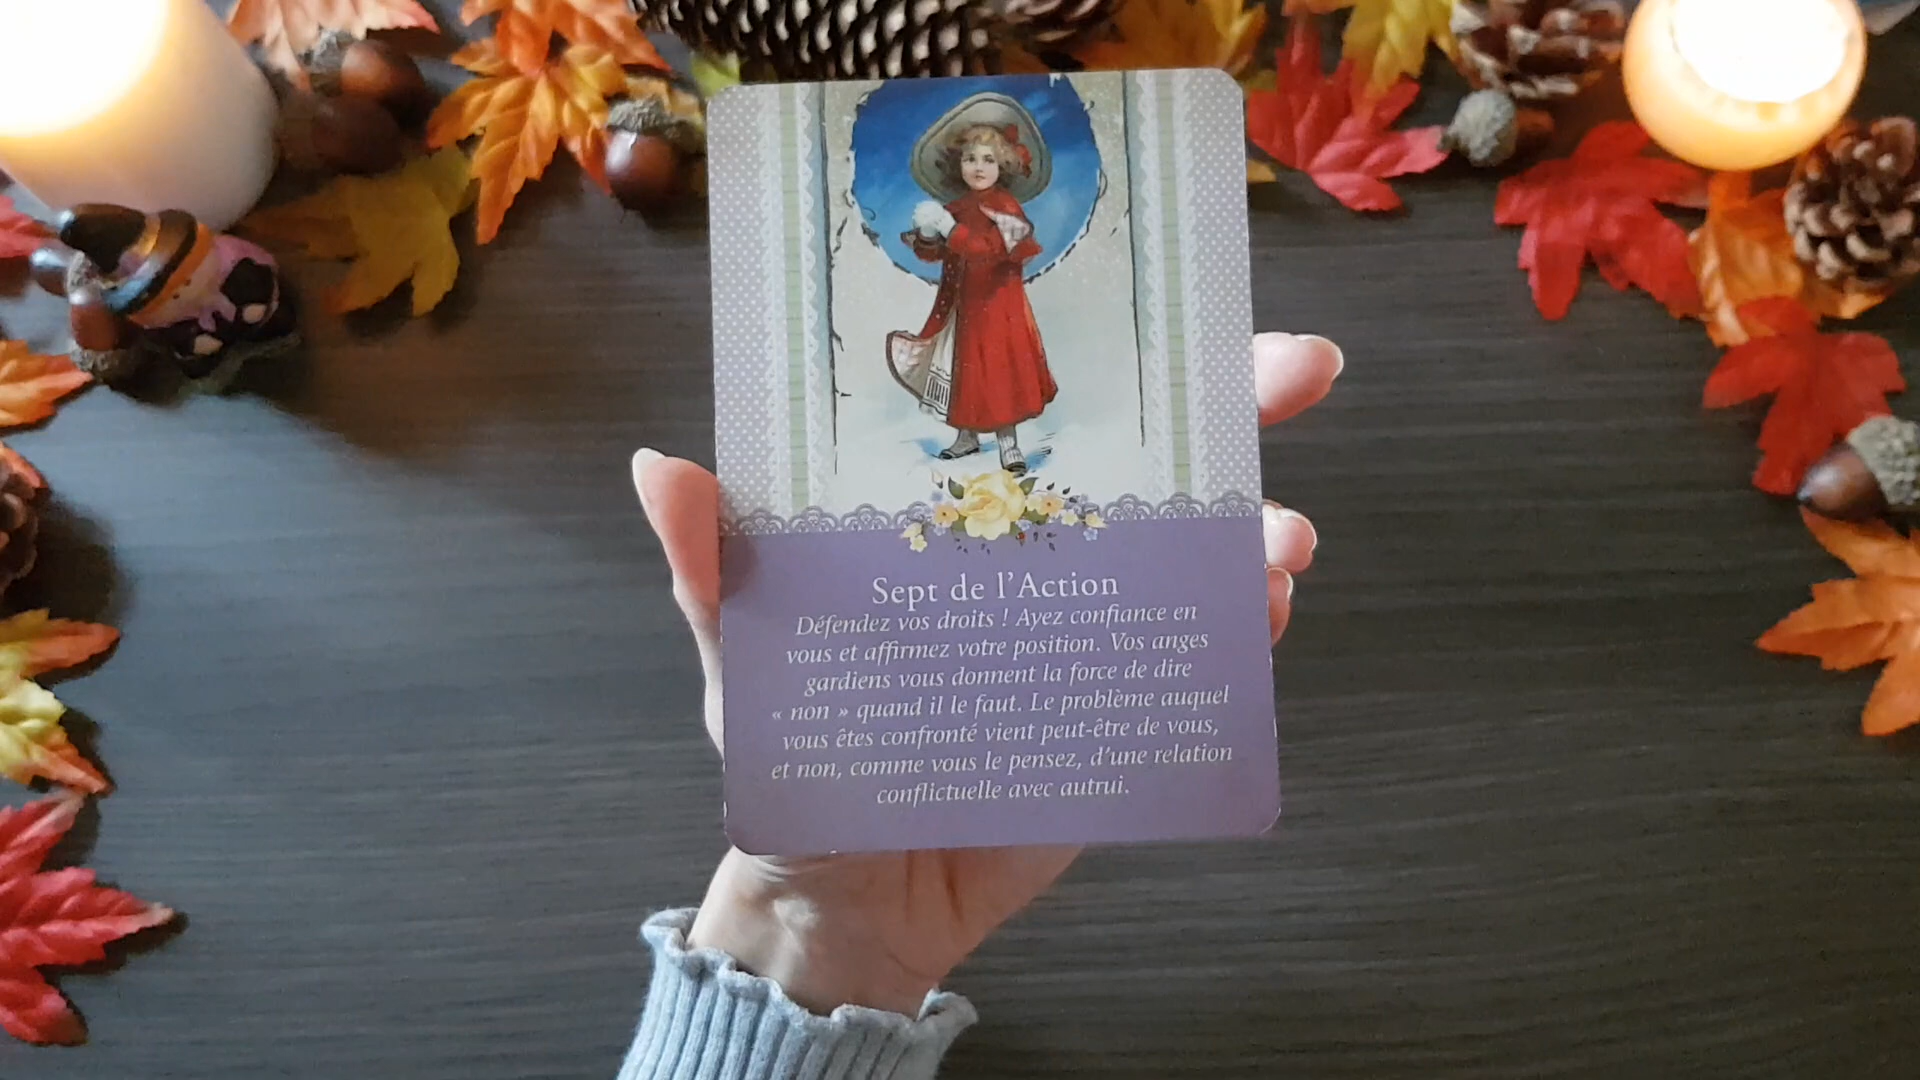 Sept de l'Action
Défendez vos droits ! Ayez confiance en
vous et affirmez votre position. Vos anges
gardiens vous donnent la force de dire
« non » quand il le faut. Le problème auquel
vous êtes confronté vient peut-être de vous,
et non, comme vous le pensez, d'une relation
conflictuelle avec autrui.